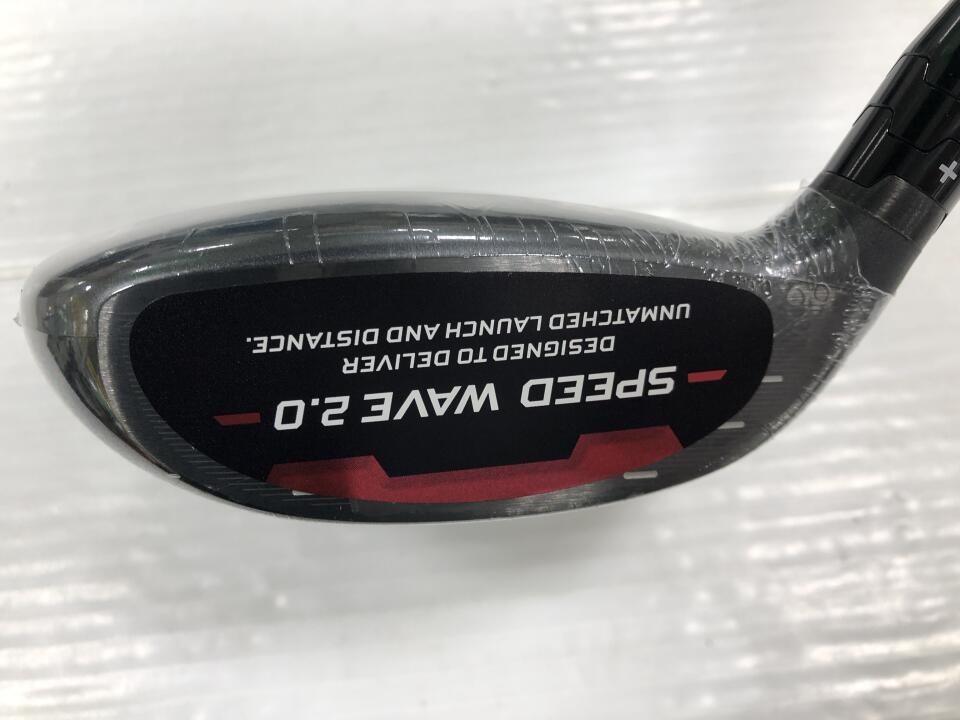 SPEED WAVE 2.0
DESIGNED TO DELIVER
UNMATCHED LAUNCH AND DISTANCE.
+